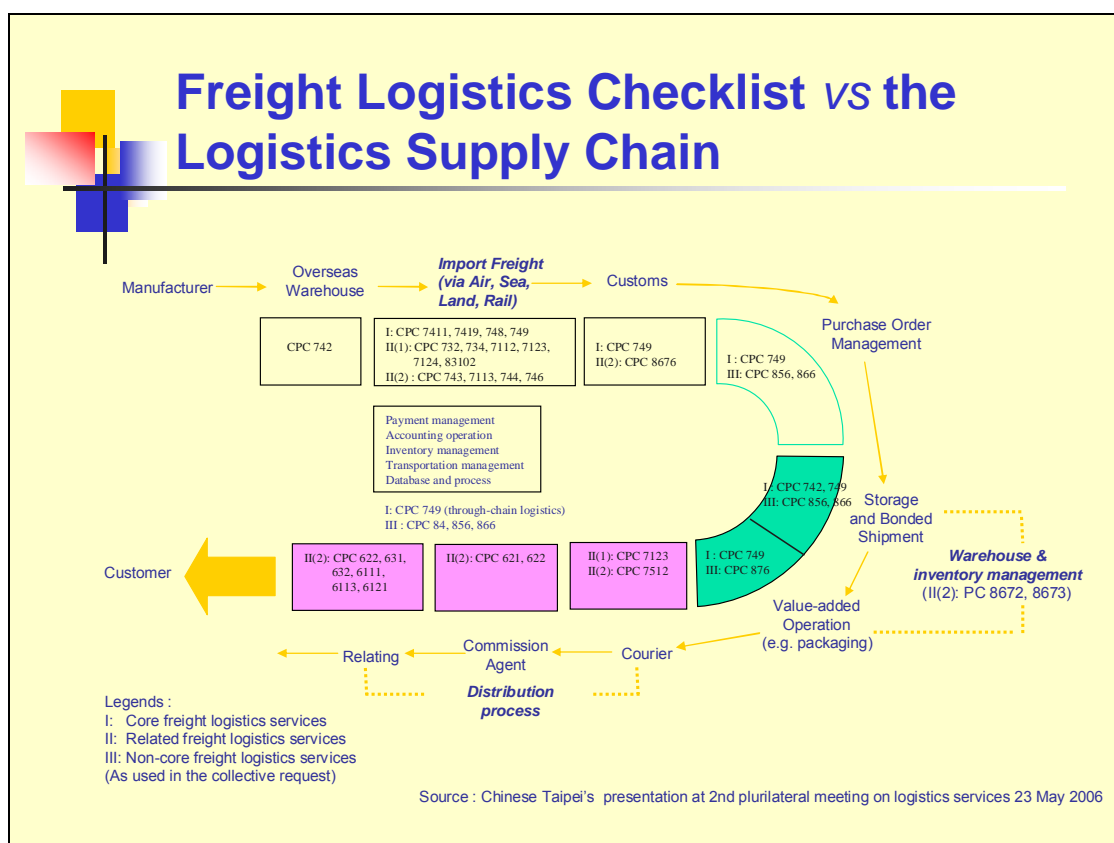 Freight Logistics Checklist vs the
Logistics Supply Chain
Manufacturer
Overseas
Warehouse
Import Freight
(via Air, Sea,
Land, Rail)
Customs
Purchase Order
Management
CPC 742
I: CPC 7411, 7419, 748, 749
II(1): CPC 732, 734, 7112, 7123,
7124, 83102
II(2) : CPC 743, 7113, 744, 746
I: CPC 749
II(2): CPC 8676
I : CPC 749
III: CPC 856, 866
Payment management
Accounting operation
Inventory management
Transportation management
Database and process
I: CPC 749 (through-chain logistics)
III : CPC 84, 856, 866
I : CPC 742, 749
III: CPC 856, 866
Storage
and Bonded
Shipment
Warehouse &
inventory management
(II(2): PC 8672, 8673)
Customer
II(2): CPC 622, 631,
632, 6111,
6113, 6121
II(2): CPC 621, 622
II(1): CPC 7123
II(2): CPC 7512
I : CPC 749
III: CPC 876
Value-added
Operation
(e.g. packaging)
Relating
Commission
Agent
Courier
Distribution
process
Legends :
I: Core freight logistics services
II: Related freight logistics services
III: Non-core freight logistics services
(As used in the collective request)
Source : Chinese Taipei's presentation at 2nd plurilateral meeting on logistics services 23 May 2006